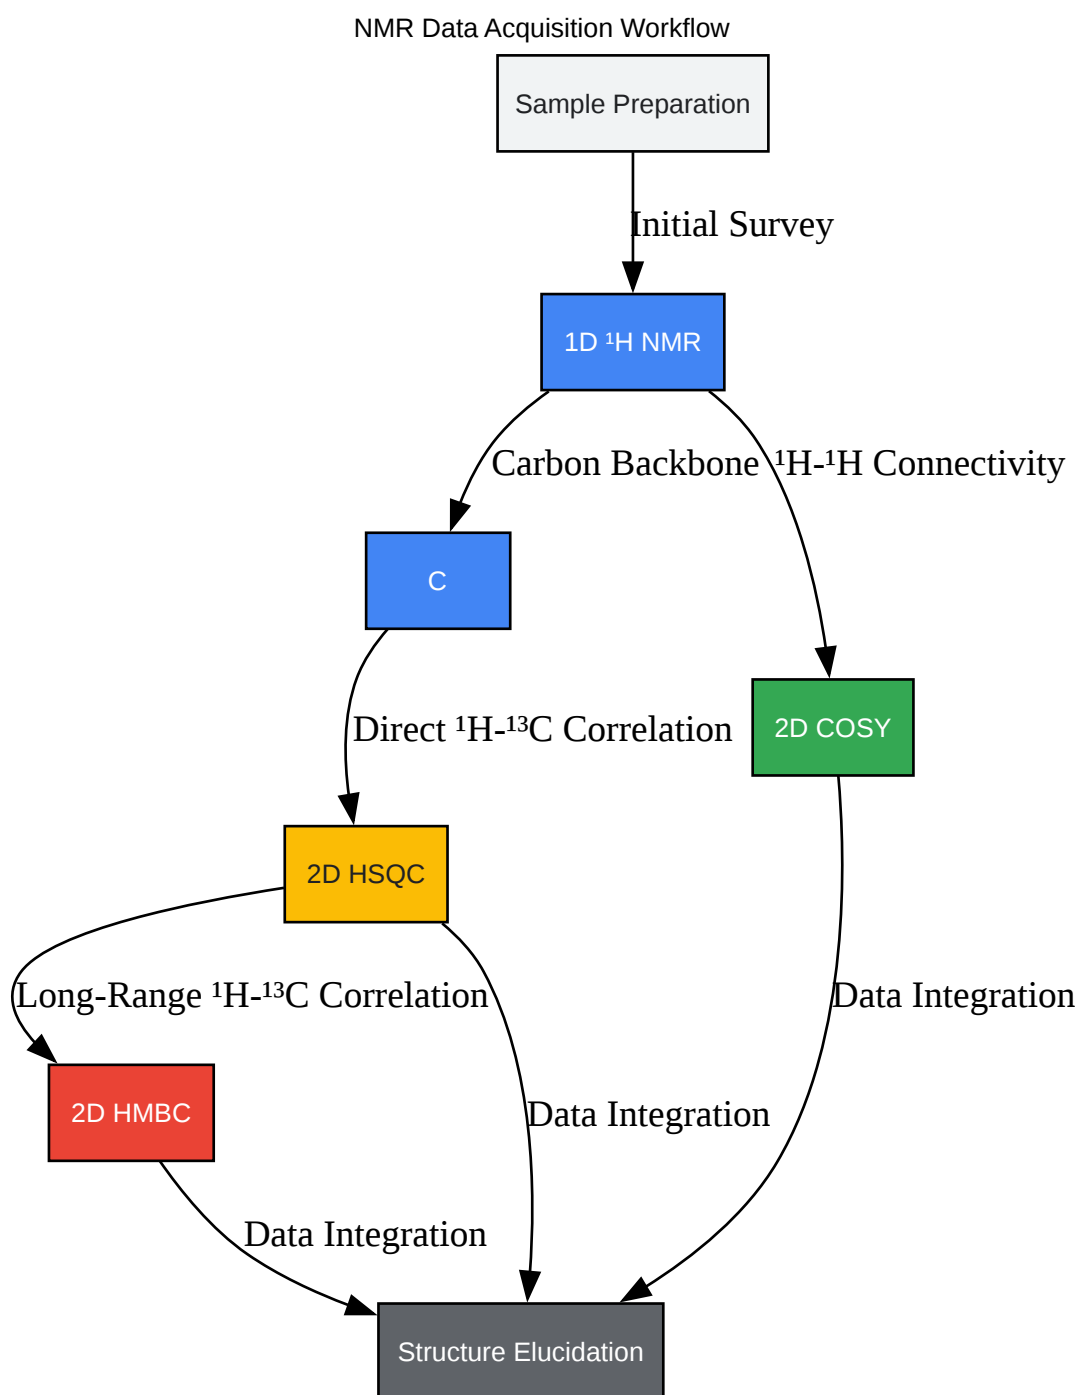 NMR Data Acquisition Workflow
Sample Preparation
Initial Survey
1D ¹H NMR
Carbon Backbone
¹H-¹H Connectivity
C
Direct ¹H-¹³C Correlation
2D COSY
2D HSQC
Long-Range ¹H-¹³C Correlation
Data Integration
2D HMBC
Data Integration
Data Integration
Structure Elucidation